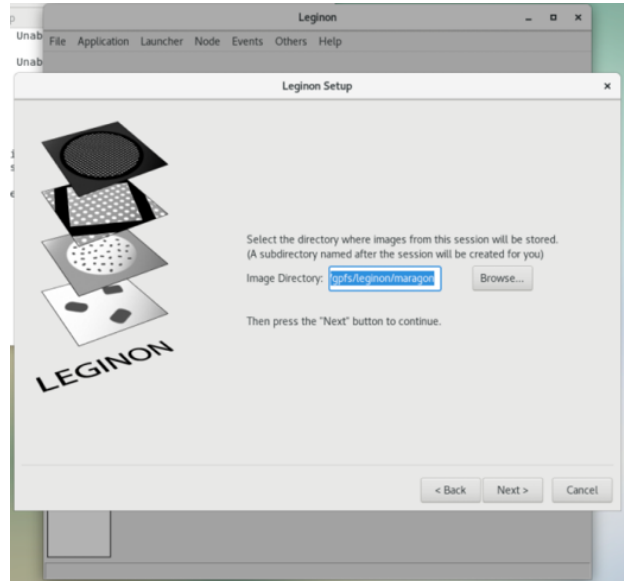 Leginon
Unab
File Application Launcher Node Events Others Help
Unab
Leginon Setup
Select the directory where images from this session will be stored.
(A subdirectory named after the session will be created for you)
Image Directory: /gpfs/leginon/maragon Browse...
Then press the "Next" button to continue.
LEGINON
< Back Next > Cancel